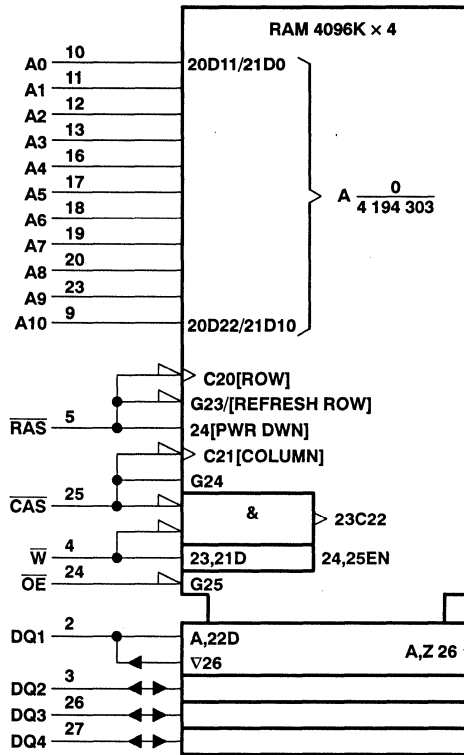 RAM 4096K × 4
A0 10 20D11/21D0
A1 11
A2 12
A3 13
A4 16
A5 17
A6 18
A7 19
A8 20
A9 23
A10 9 20D22/21D10
A 0
4 194 303
C20[ROW]
G23/[REFRESH ROW]
RAS 5 24[PWR DWN]
C21[COLUMN]
G24
CAS 25 & 23C22
W 4 23,21D 24,25EN
OE 24 G25
DQ1 2 A,22D
∇26 A,Z 26
DQ2 3
DQ3 26
DQ4 27